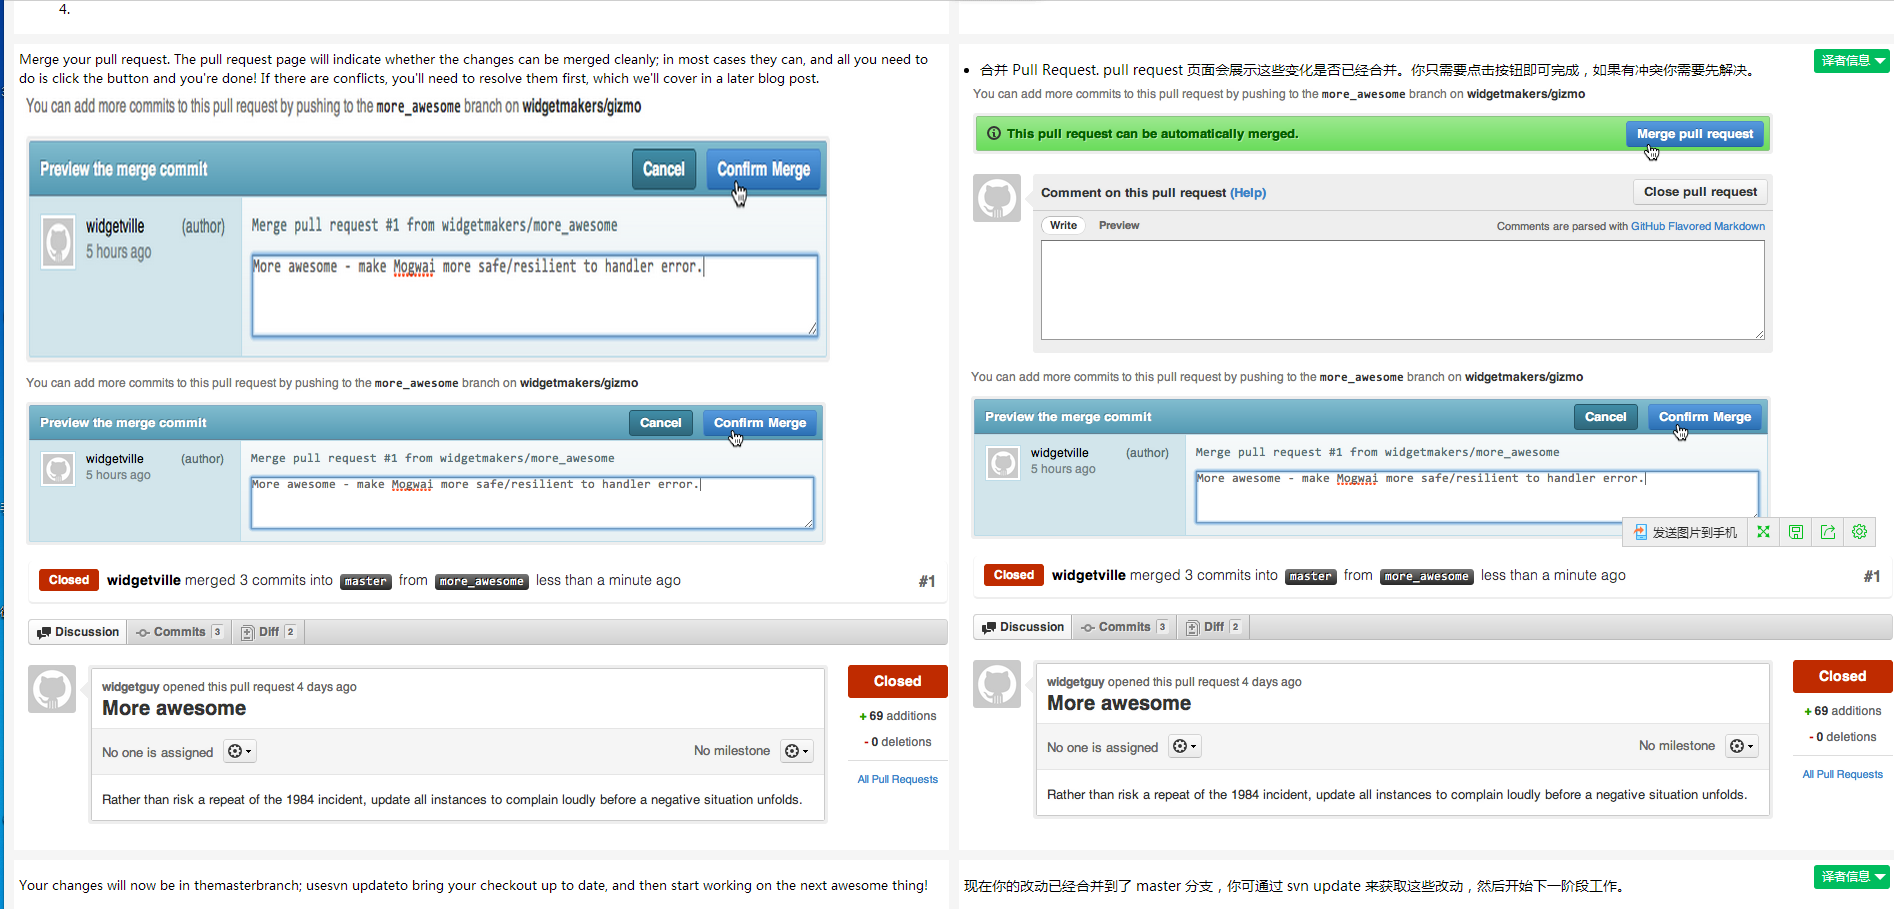 4.
Merge your pull request. The pull request page will indicate whether the changes can be merged cleanly; in most cases they can, and all you need to
do is click the button and you're done! If there are conflicts, you'll need to resolve them first, which we'll cover in a later blog post.
You can add more commits to this pull request by pushing to the more_awesome branch on widgetmakers/gizmo
Preview the merge commit
Cancel
Confirm Merge
widgetville (author)
5 hours ago
Merge pull request #1 from widgetmakers/more_awesome
More awesome - make Mogwai more safe/resilient to handler error.
You can add more commits to this pull request by pushing to the more_awesome branch on widgetmakers/gizmo
Preview the merge commit
Cancel
Confirm Merge
widgetville (author)
5 hours ago
Merge pull request #1 from widgetmakers/more_awesome
More awesome - make Mogwai more safe/resilient to handler error.
Closed widgetville merged 3 commits into master from more_awesome less than a minute ago #1
Discussion Commits 3 Diff 2
widgetguy opened this pull request 4 days ago
More awesome
No one is assigned No milestone
Rather than risk a repeat of the 1984 incident, update all instances to complain loudly before a negative situation unfolds.
Closed
+ 69 additions
- 0 deletions
All Pull Requests
Your changes will now be in themasterbranch; usesvn updateto bring your checkout up to date, and then start working on the next awesome thing!
译者信息
合并 Pull Request. pull request 页面会展示这些变化是否已经合并。你只需要点击按钮即可完成，如果有冲突你需要先解决。
You can add more commits to this pull request by pushing to the more_awesome branch on widgetmakers/gizmo
This pull request can be automatically merged. Merge pull request
Comment on this pull request (Help) Close pull request
Write Preview Comments are parsed with GitHub Flavored Markdown
You can add more commits to this pull request by pushing to the more_awesome branch on widgetmakers/gizmo
Preview the merge commit
Cancel
Confirm Merge
widgetville (author)
5 hours ago
Merge pull request #1 from widgetmakers/more_awesome
More awesome - make Mogwai more safe/resilient to handler error.
发送图片到手机
Closed widgetville merged 3 commits into master from more_awesome less than a minute ago #1
Discussion Commits 3 Diff 2
widgetguy opened this pull request 4 days ago
More awesome
No one is assigned No milestone
Rather than risk a repeat of the 1984 incident, update all instances to complain loudly before a negative situation unfolds.
Closed
+ 69 additions
- 0 deletions
All Pull Requests
译者信息
现在你的改动已经合并到了 master 分支，你可通过 svn update 来获取这些改动，然后开始下一阶段工作。